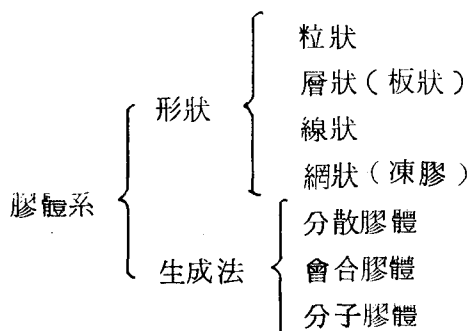 粒狀
層狀(板狀)
形狀
線狀
網狀(凍膠)
膠體系
分散膠體
生成法
會合膠體
分子膠體